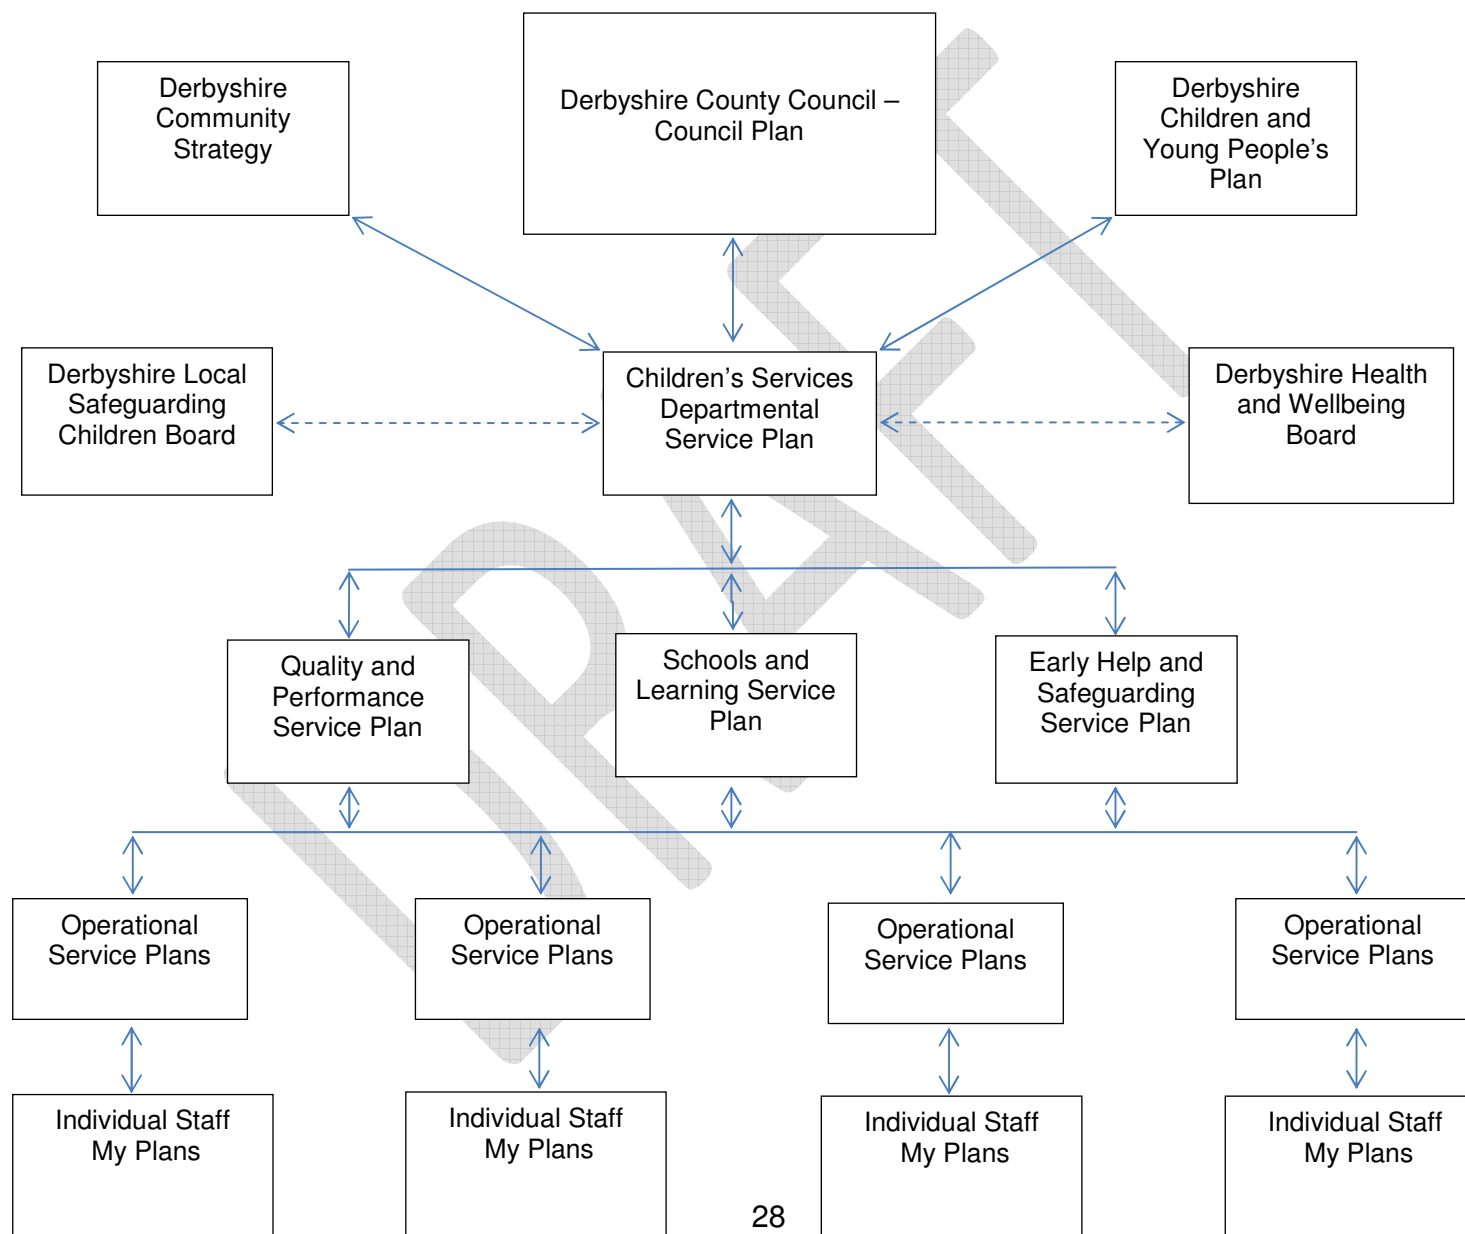 Derbyshire
Community
Strategy
Derbyshire County Council –
Council Plan
Derbyshire
Children and
Young People’s
Plan
Derbyshire Local
Safeguarding
Children Board
Children’s Services
Departmental
Service Plan
Derbyshire Health
and Wellbeing
Board
Quality and
Performance
Service Plan
Schools and
Learning Service
Plan
Early Help and
Safeguarding
Service Plan
Operational
Service Plans
Operational
Service Plans
Operational
Service Plans
Operational
Service Plans
Individual Staff
My Plans
Individual Staff
My Plans
Individual Staff
My Plans
Individual Staff
My Plans
28
DRAFT